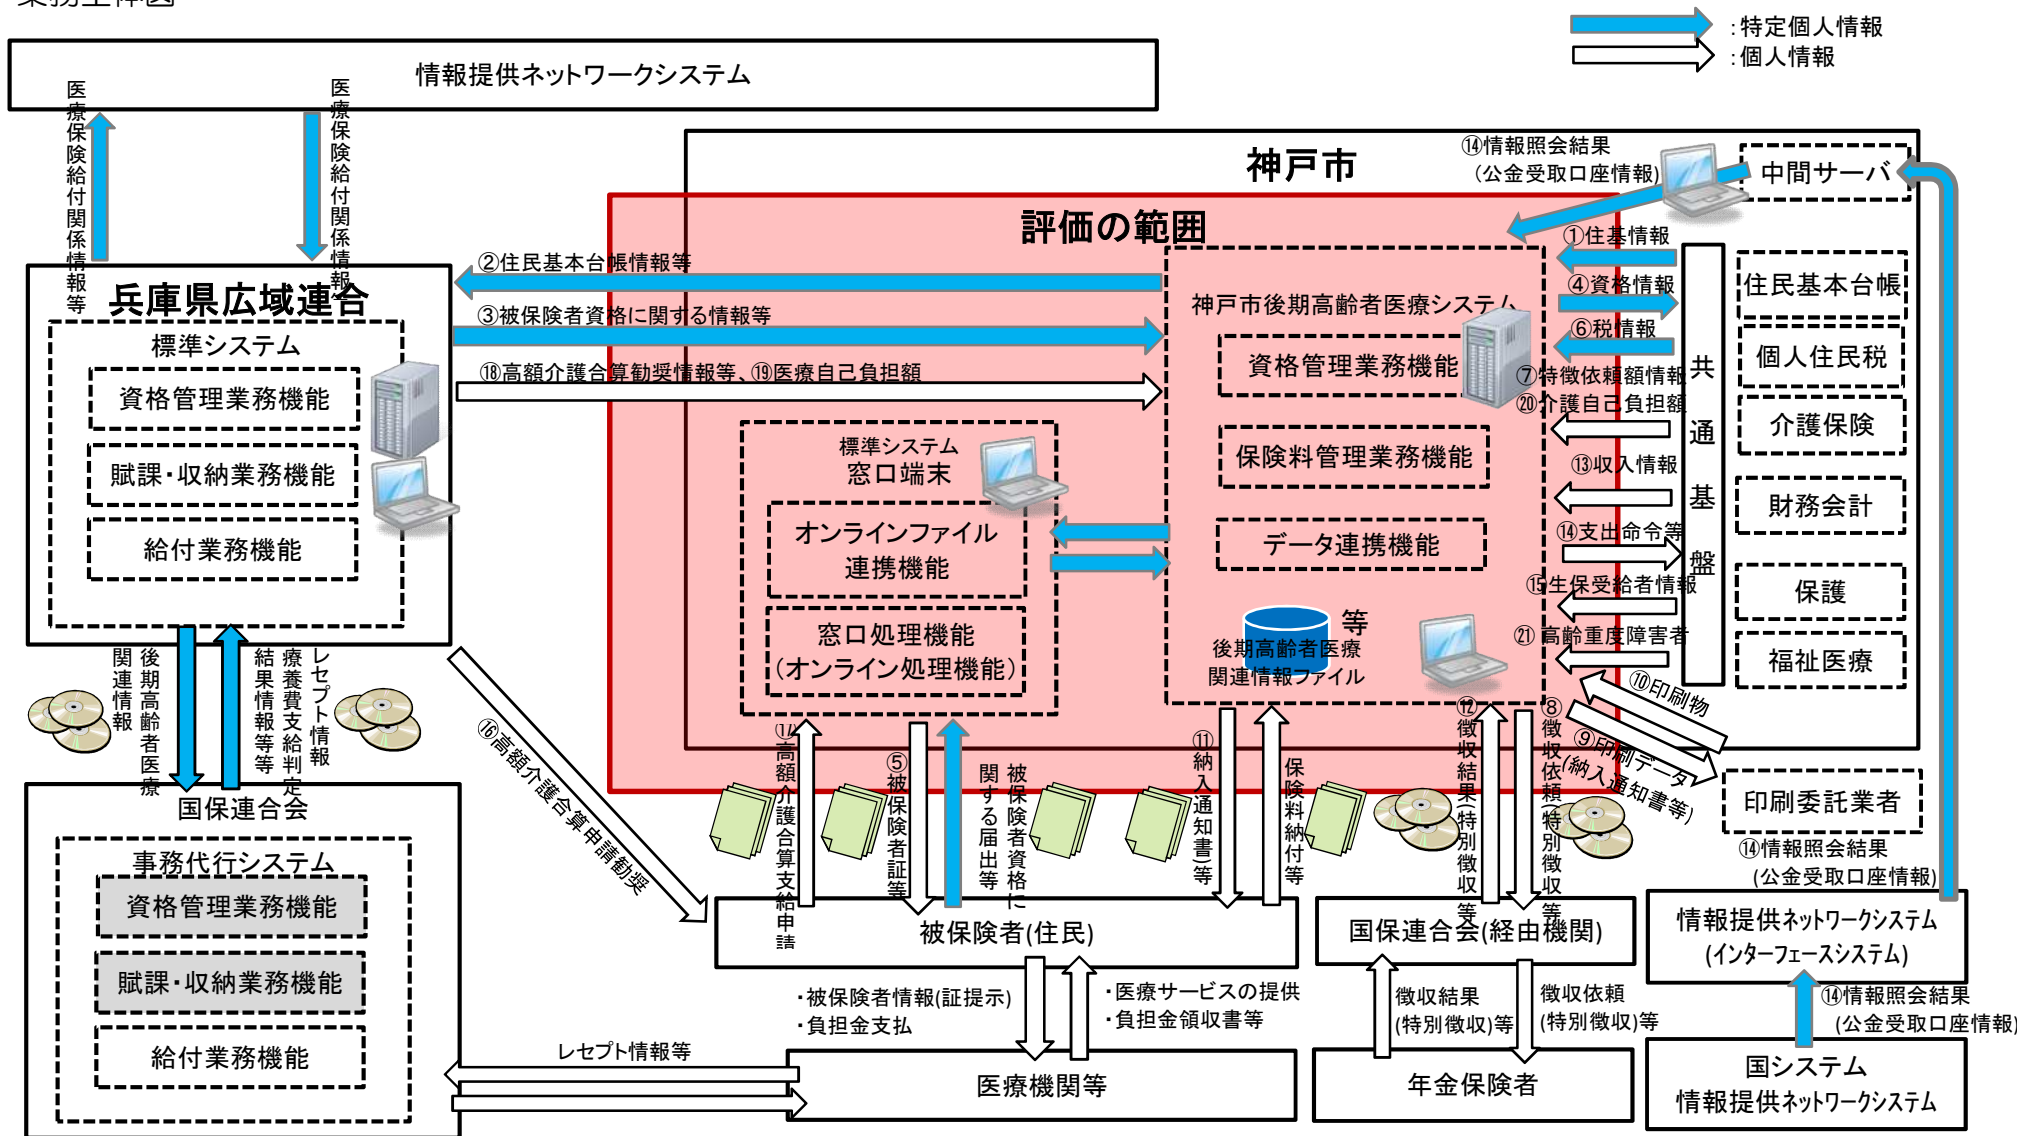 業務全体図
：特定個人情報
：個人情報
情報提供ネットワークシステム
医療保険給付関係情報等
医療保険給付関係情報等
神戸市
評価の範囲
⑭情報照会結果
（公金受取口座情報）
中間サーバ
①住基情報
④資格情報
⑥税情報
⑦特徴依頼額情報
⑳介護自己負担額
⑬収入情報
⑭支出命令等
⑮生保受給者情報
㉑ 高齢重度障害者
共通基盤
住民基本台帳
個人住民税
介護保険
財務会計
保護
福祉医療
②住民基本台帳情報等
③被保険者資格に関する情報等
⑱高額介護合算勧奨情報等、⑲医療自己負担額
兵庫県広域連合
標準システム
資格管理業務機能
賦課・収納業務機能
給付業務機能
神戸市後期高齢者医療システム
資格管理業務機能
保険料管理業務機能
データ連携機能
等
後期高齢者医療
関連情報ファイル
標準システム
窓口端末
オンラインファイル
連携機能
窓口処理機能
（オンライン処理機能）
後期高齢者医療
関連情報
レセプト情報
療養費支給判定
結果情報等等
⑯高額介護合算申請勧奨
⑰高額介護合算支給申請
⑤被保険者証等
被保険者資格に
関する届出等
⑪納入通知書)等
保険料納付等
⑫徴収結果(特別徴収)等
⑧徴収依頼(特別徴収)等
⑩印刷物
⑨印刷データ
(納入通知書等)
印刷委託業者
⑭情報照会結果
(公金受取口座情報)
国保連合会
事務代行システム
資格管理業務機能
賦課・収納業務機能
給付業務機能
被保険者(住民)
国保連合会(経由機関)
情報提供ネットワークシステム
(インターフェースシステム)
・被保険者情報(証提示)
・負担金支払
・医療サービスの提供
・負担金領収書等
徴収結果
(特別徴収)等
徴収依頼
(特別徴収)等
⑭情報照会結果
(公金受取口座情報)
レセプト情報等
医療機関等
年金保険者
国システム
情報提供ネットワークシステム